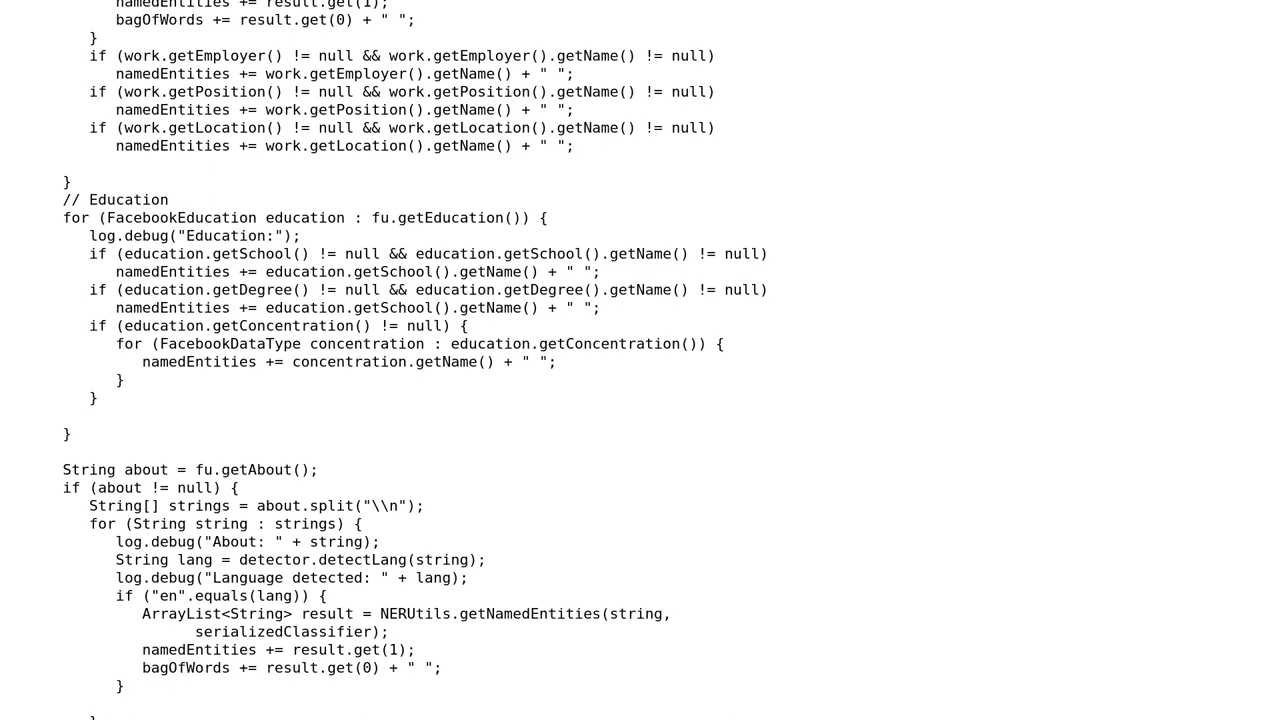 namedEntities += result.get(1);
bagOfWords += result.get(0) + " ";
}
if (work.getEmployer() != null && work.getEmployer().getName() != null)
namedEntities += work.getEmployer().getName() + " ";
if (work.getPosition() != null && work.getPosition().getName() != null)
namedEntities += work.getPosition().getName() + " ";
if (work.getLocation() != null && work.getLocation().getName() != null)
namedEntities += work.getLocation().getName() + " ";
}
// Education
for (FacebookEducation education : fu.getEducation()) {
log.debug("Education:");
if (education.getSchool() != null && education.getSchool().getName() != null)
namedEntities += education.getSchool().getName() + " ";
if (education.getDegree() != null && education.getDegree().getName() != null)
namedEntities += education.getSchool().getName() + " ";
if (education.getConcentration() != null) {
for (FacebookDataType concentration : education.getConcentration()) {
namedEntities += concentration.getName() + " ";
}
}
}
String about = fu.getAbout();
if (about != null) {
String[] strings = about.split("\\n");
for (String string : strings) {
log.debug("About: " + string);
String lang = detector.detectLang(string);
log.debug("Language detected: " + lang);
if ("en".equals(lang)) {
ArrayList<String> result = NERUtils.getNamedEntities(string,
serializedClassifier);
namedEntities += result.get(1);
bagOfWords += result.get(0) + " ";
}
}